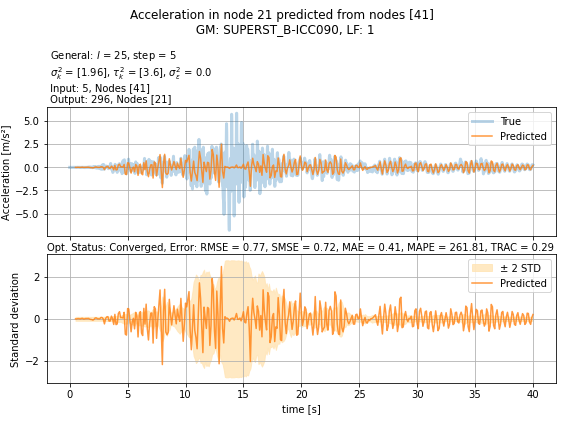 Acceleration in node 21 predicted from nodes [41]
GM: SUPERST_B-ICC090, LF: 1
General: l = 25, step = 5
σ²ₖ = [1.96], τ²ₖ = [3.6], σ²ε = 0.0
Input: 5, Nodes [41]
Output: 296, Nodes [21]
Acceleration [m/s²]
5.0
2.5
0.0
−2.5
−5.0
True
Predicted
Opt. Status: Converged, Error: RMSE = 0.77, SMSE = 0.72, MAE = 0.41, MAPE = 261.81, TRAC = 0.29
Standard deviation
2
0
−2
± 2 STD
Predicted
0 5 10 15 20 25 30 35 40
time [s]